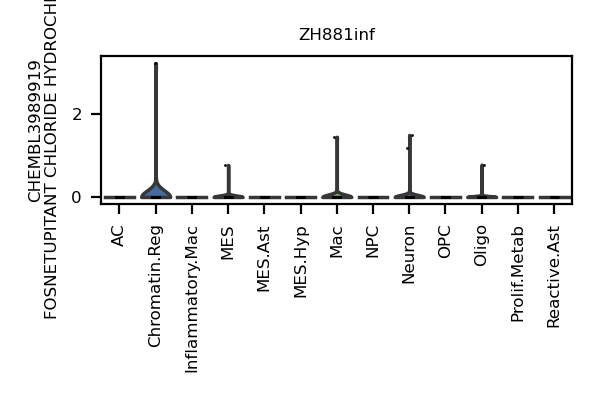 ZH881inf
CHEMBL3989919
FOSNETUPITANT CHLORIDE
2
0
AC
Chromatin.Reg
Inflammatory.Mac
MES
MES.Ast
MES.Hyp
Mac
NPC
Neuron
OPC
Oligo
Prolif.Metab
Reactive.Ast